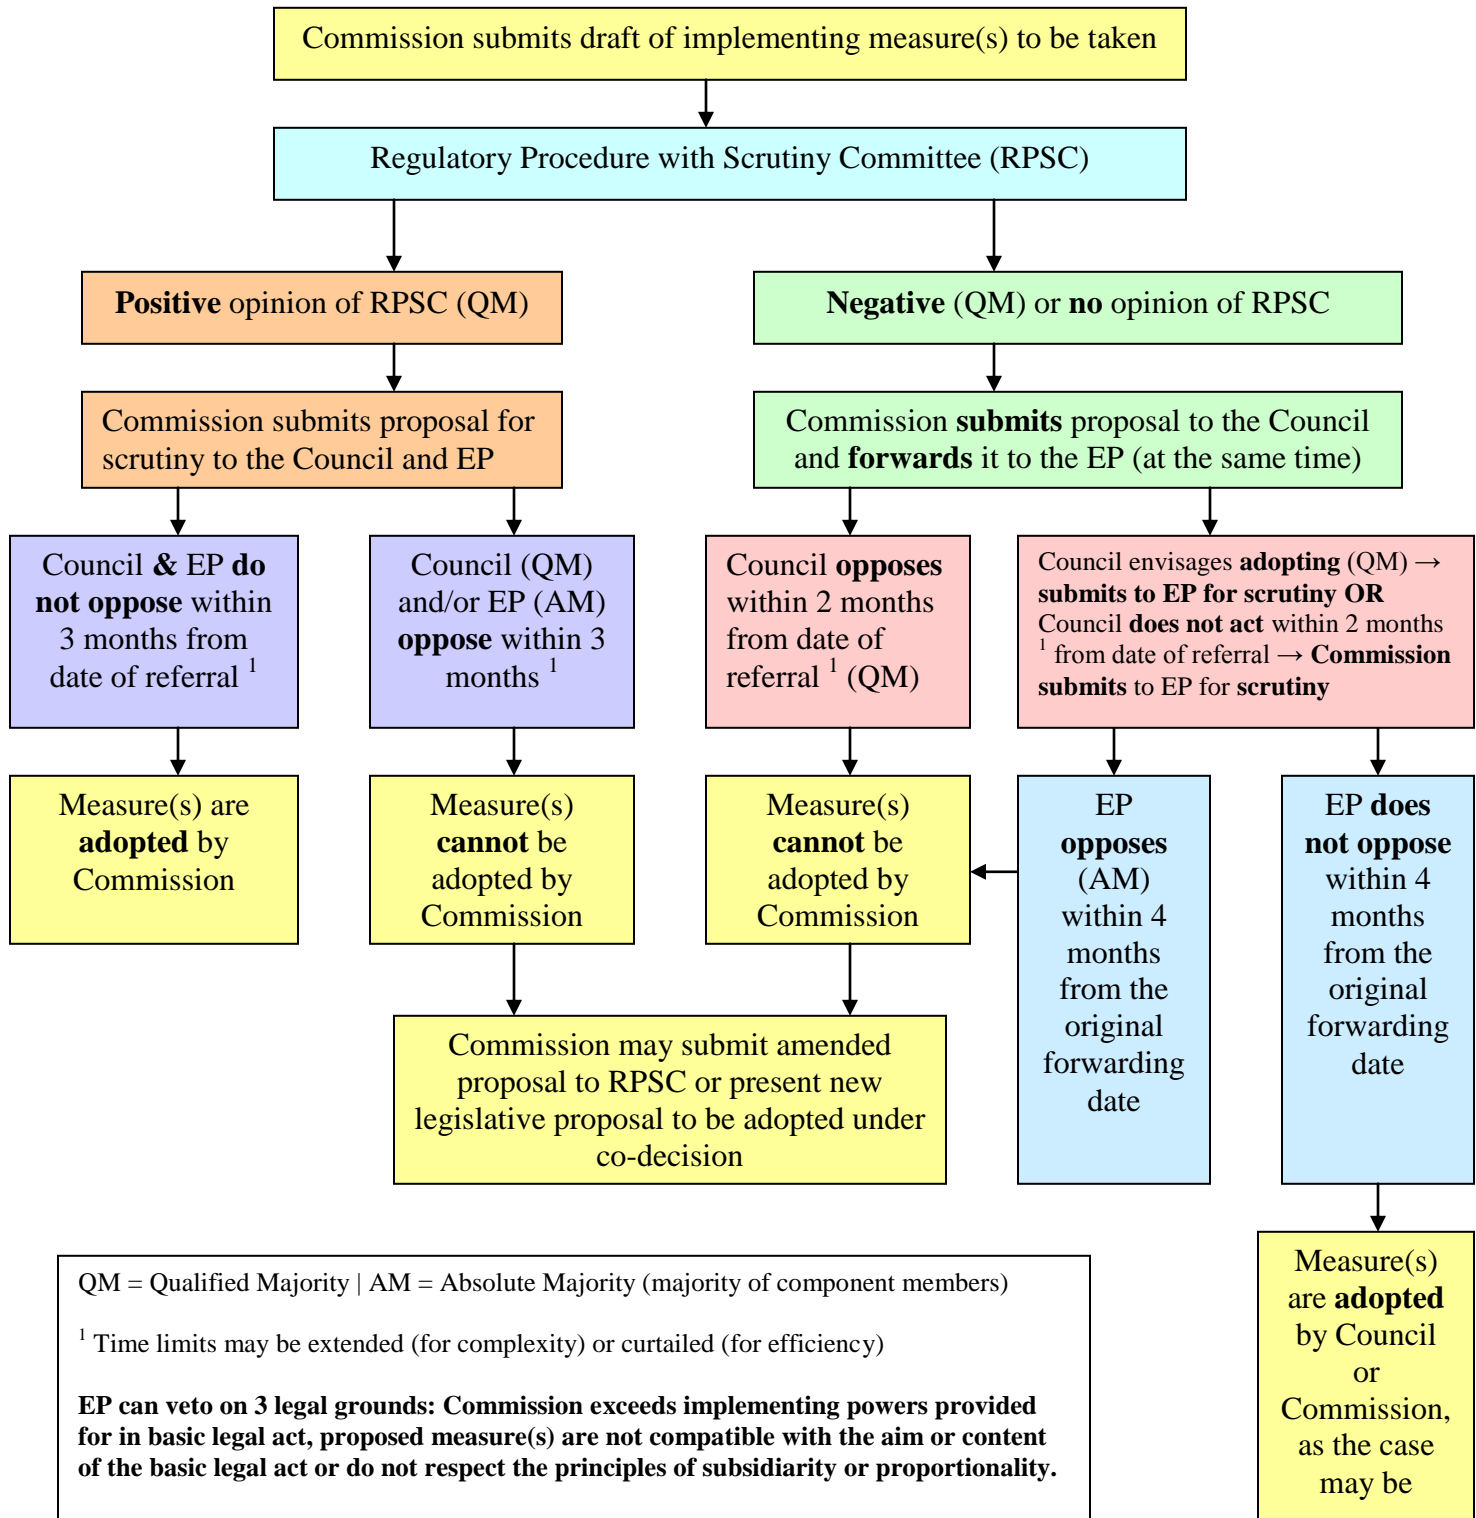 Commission submits draft of implementing measure(s) to be taken
Regulatory Procedure with Scrutiny Committee (RPSC)
Positive opinion of RPSC (QM)
Negative (QM) or no opinion of RPSC
Commission submits proposal for
scrutiny to the Council and EP
Commission submits proposal to the Council
and forwards it to the EP (at the same time)
Council & EP do
not oppose within
3 months from
date of referral 1
Council (QM)
and/or EP (AM)
oppose within 3
months 1
Council opposes
within 2 months
from date of
referral 1 (QM)
Council envisages adopting (QM) →
submits to EP for scrutiny OR
Council does not act within 2 months
1 from date of referral → Commission
submits to EP for scrutiny
Measure(s) are
adopted by
Commission
Measure(s)
cannot be
adopted by
Commission
Measure(s)
cannot be
adopted by
Commission
EP
opposes
(AM)
within 4
months
from the
original
forwarding
date
EP does
not oppose
within 4
months
from the
original
forwarding
date
Commission may submit amended
proposal to RPSC or present new
legislative proposal to be adopted under
co-decision
Measure(s)
are adopted
by Council
or
Commission,
as the case
may be
QM = Qualified Majority | AM = Absolute Majority (majority of component members)
1 Time limits may be extended (for complexity) or curtailed (for efficiency)
EP can veto on 3 legal grounds: Commission exceeds implementing powers provided
for in basic legal act, proposed measure(s) are not compatible with the aim or content
of the basic legal act or do not respect the principles of subsidiarity or proportionality.